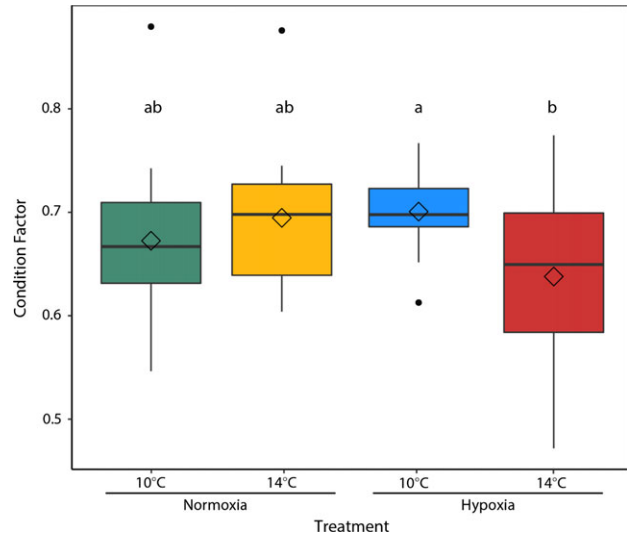 ab ab a b
0.8
0.7
0.6
0.5
Condition Factor
10°C 14°C 10°C 14°C
Normoxia Hypoxia
Treatment